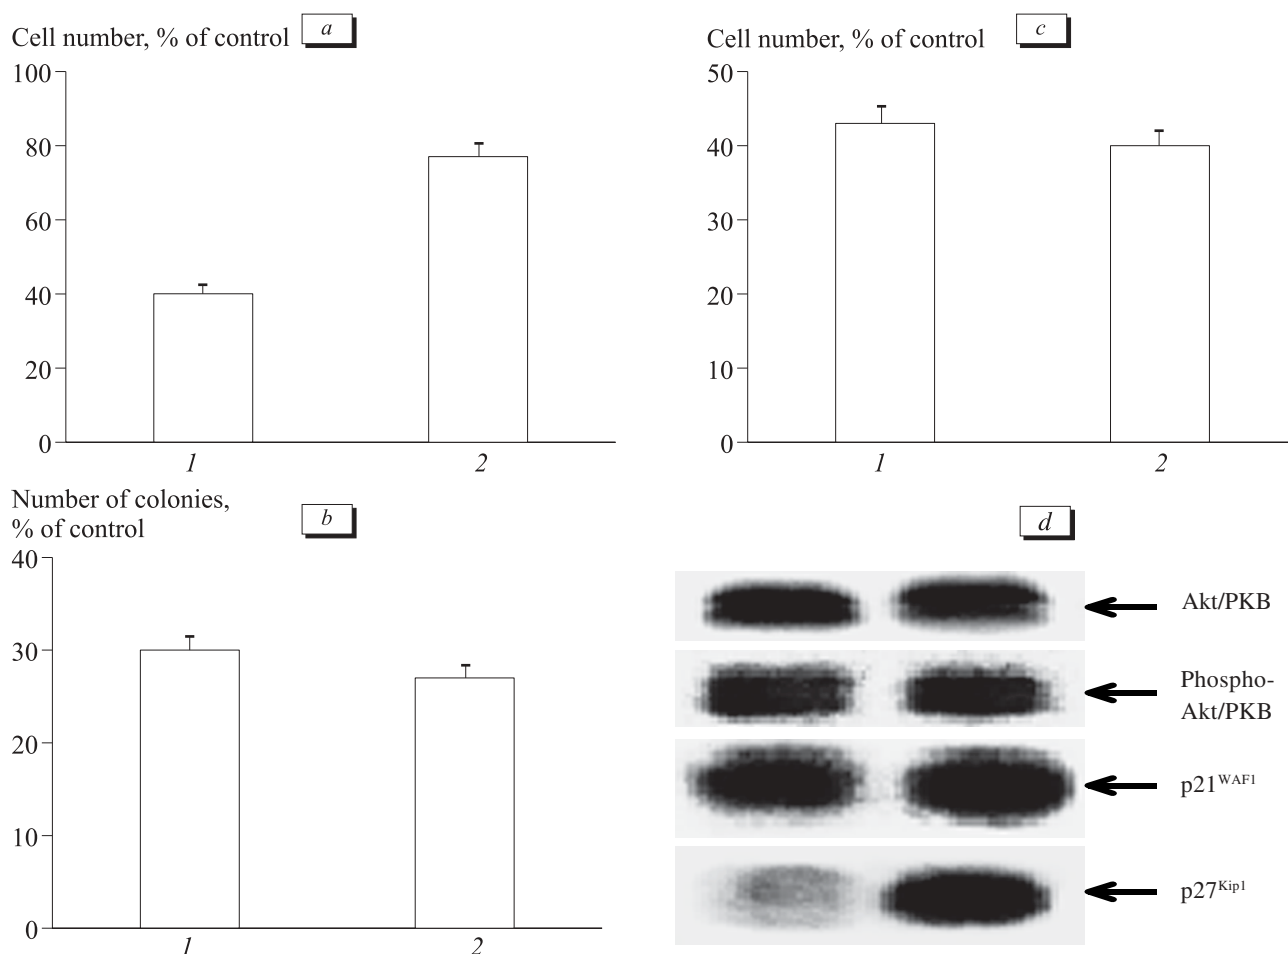 Cell number, % of control
a
100
80
60
40
20
0
1
2
Cell number, % of control
c
50
40
30
20
10
0
1
2
Number of colonies,
% of control
b
40
30
20
10
0
1
2
d
Akt/PKB
Phospho-
Akt/PKB
p21WAF1
p27Kip1